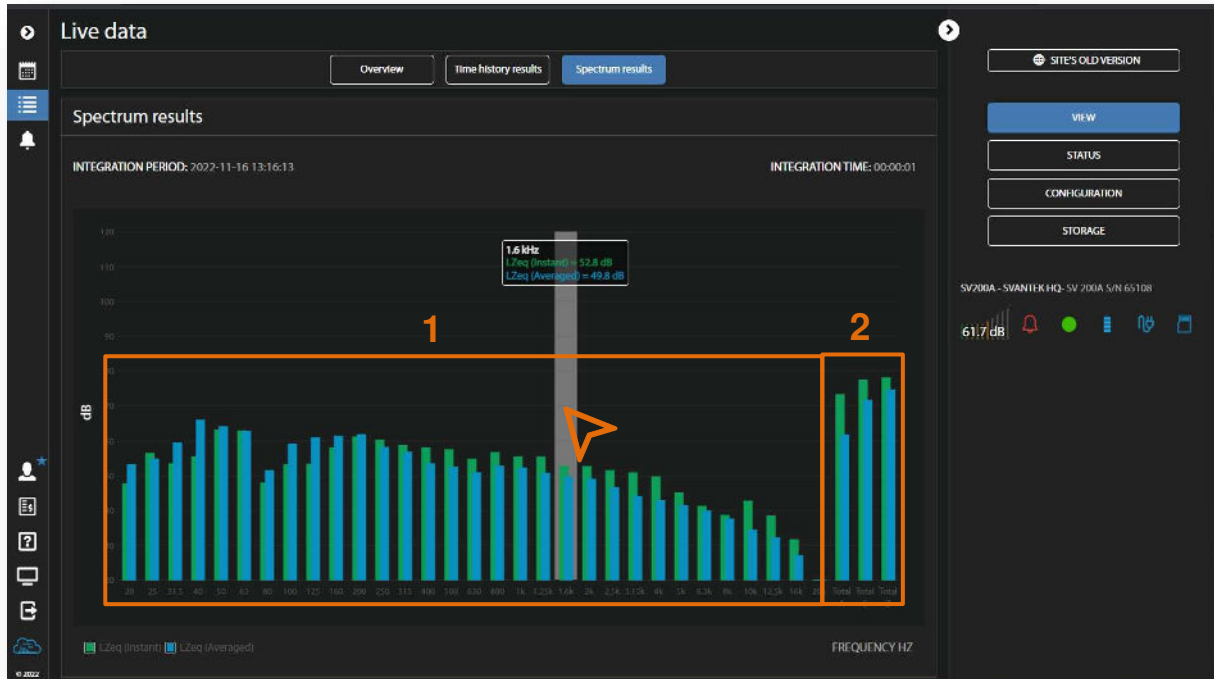 Live data
Overview
Time history results
Spectrum results
Spectrum results
INTEGRATION PERIOD: 2022-11-16 13:16:13
INTEGRATION TIME: 00:00:01
120
110
100
90
dB
1.6 kHz
LZeq (Instant) = 52.8 dB
LZeq (Averaged) = 49.8 dB
1
2
20 25 31.5 40 50 63 80 100 125 160 200 250 315 400 500 630 800 1k 1.25k 1.6k 2k 2.5k 3.15k 4k 5k 6.3k 8k 10k 12.5k 16k Total Total Total
LZeq (Instant) LZeq (Averaged)
FREQUENCY HZ
SITE'S OLD VERSION
VIEW
STATUS
CONFIGURATION
STORAGE
SV200A - SVANTEK HQ- SV 200A S/N 65108
61.7 dB
© 2022